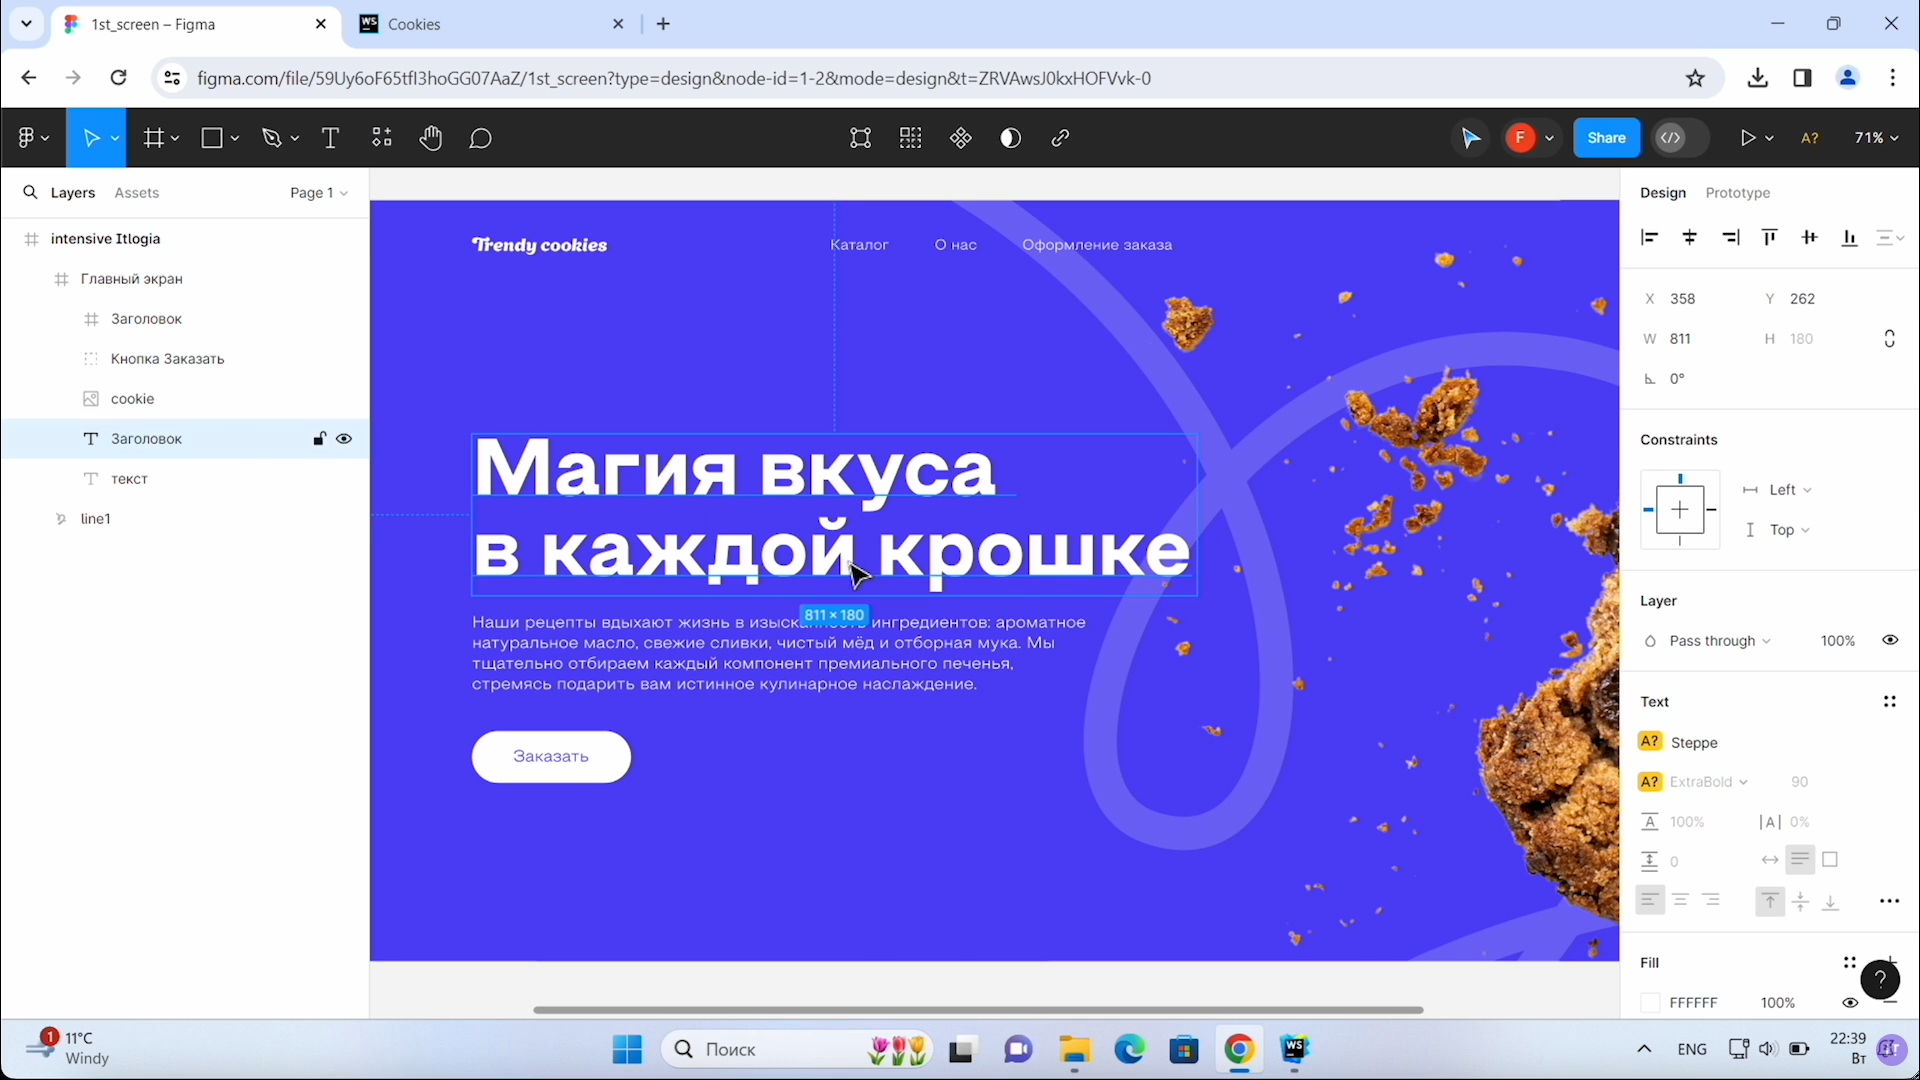 1st_screen – Figma
Cookies
figma.com/file/59Uy6oF65tfI3hoGG07AaZ/1st_screen?type=design&node-id=1-2&mode=design&t=ZRVAwsJ0kxHOFVvk-0
F
Share
A?
71%
Layers
Assets
Page 1
intensive Itlogia
Главный экран
Заголовок
Кнопка Заказать
cookie
Заголовок
текст
line1
Trendy cookies
Каталог
О нас
Оформление заказа
Магия вкуса
в каждой крошке
811 × 180
Наши рецепты вдыхают жизнь в ингредиентов: ароматное
натуральное масло, свежие сливки, чистый мёд и отборная мука. Мы
тщательно отбираем каждый компонент премиального печенья,
стремясь подарить вам истинное кулинарное наслаждение.
Заказать
Design
Prototype
X 358
Y 262
W 811
H 180
0°
Constraints
Left
Top
Layer
Pass through
100%
Text
A? Steppe
A? ExtraBold
90
A 100%
|A| 0%
0
Fill
?
FFFFFF
100%
1
11°C
Windy
Поиск
WS
ENG
22:39
Вт